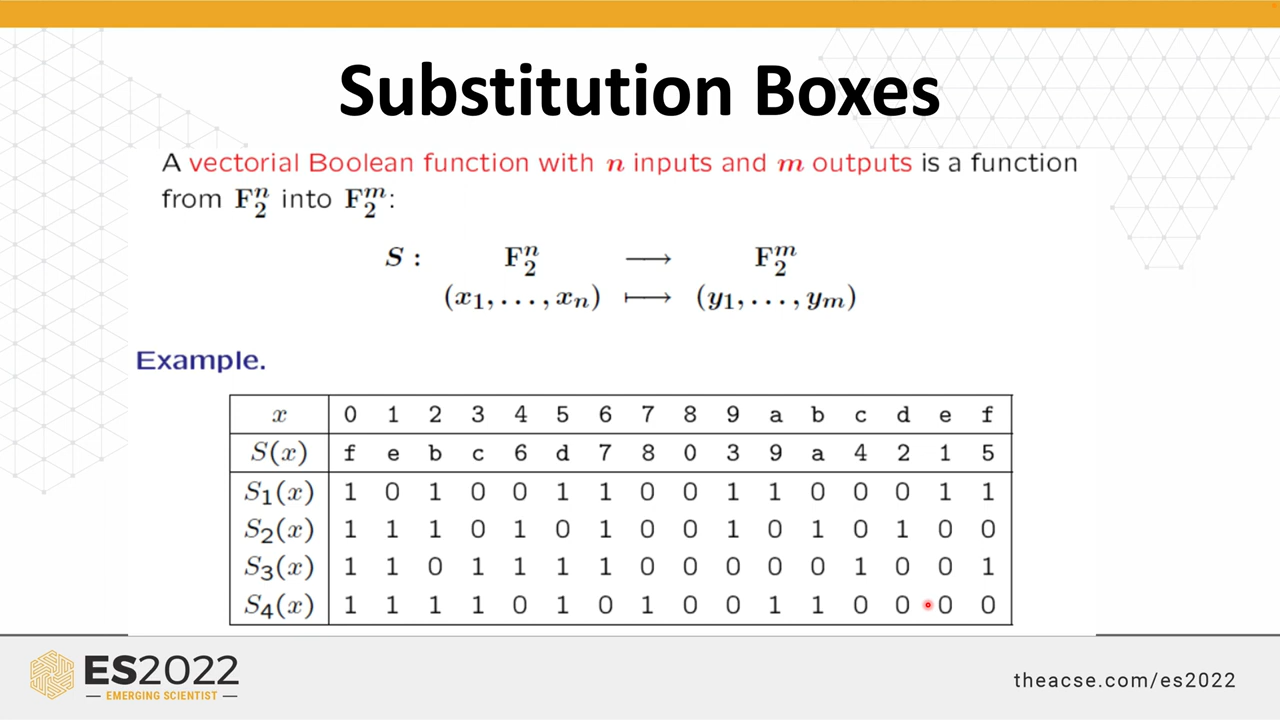 Substitution Boxes
A vectorial Boolean function with n inputs and m outputs is a function
from F₂ⁿ into F₂ᵐ:
S : F₂ⁿ ⟶ F₂ᵐ
(x₁, . . . , xₙ) ⟼ (y₁, . . . , yₘ)
Example.
x 0 1 2 3 4 5 6 7 8 9 a b c d e f
S(x) f e b c 6 d 7 8 0 3 9 a 4 2 1 5
S₁(x) 1 0 1 0 0 1 1 0 0 1 1 0 0 0 1 1
S₂(x) 1 1 1 0 1 0 1 0 0 1 0 1 0 1 0 0
S₃(x) 1 1 0 1 1 1 1 0 0 0 0 0 1 0 0 1
S₄(x) 1 1 1 1 0 1 0 1 0 0 1 1 0 0 0 0
ES2022
EMERGING SCIENTIST
theacse.com/es2022